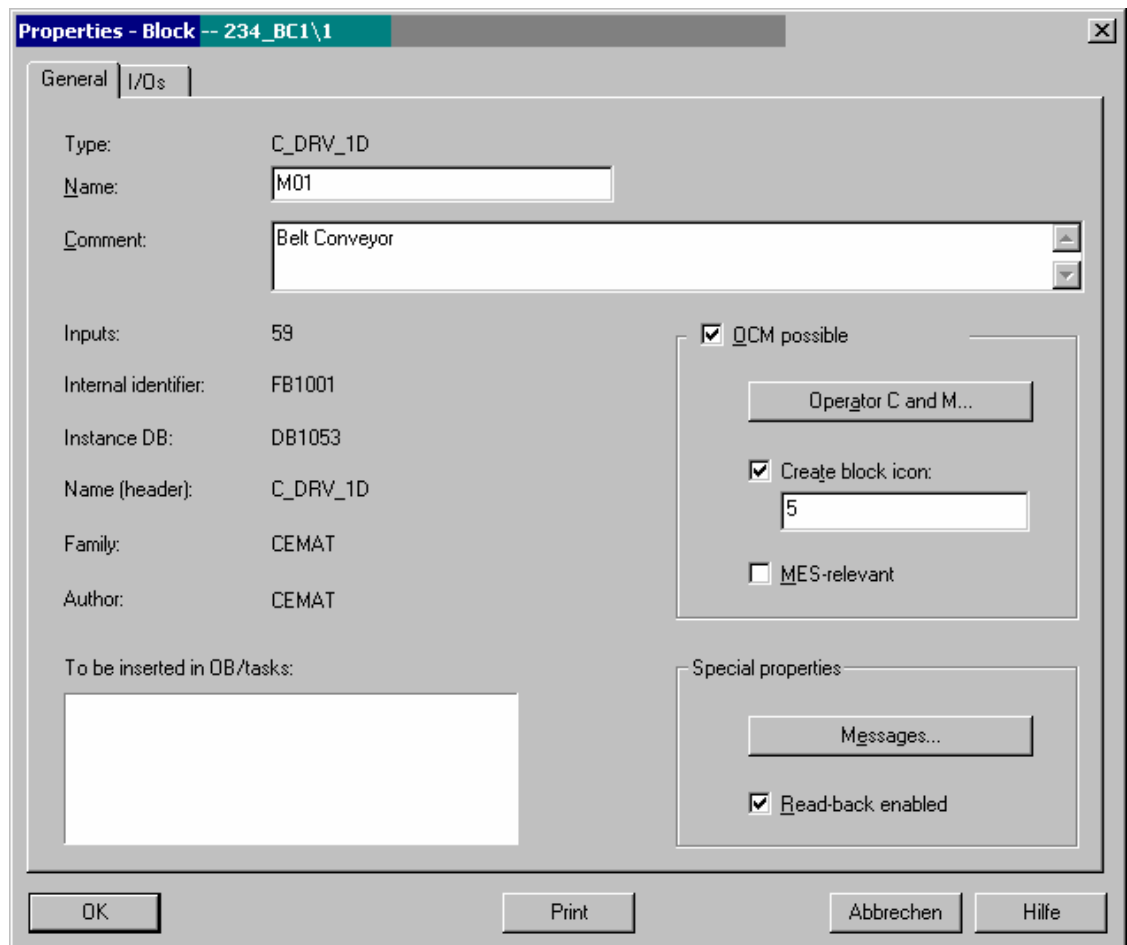 Properties - Block -- 234_BC1\1
General I/Os
Type: C_DRV_1D
Name: M01
Comment: Belt Conveyor
Inputs: 59
OCM possible
Internal identifier: FB1001
Operator C and M...
Instance DB: DB1053
Name (header): C_DRV_1D
Create block icon:
5
Family: CEMAT
MES-relevant
Author: CEMAT
To be inserted in OB/tasks:
Special properties
Messages...
Read-back enabled
OK Print Abbrechen Hilfe